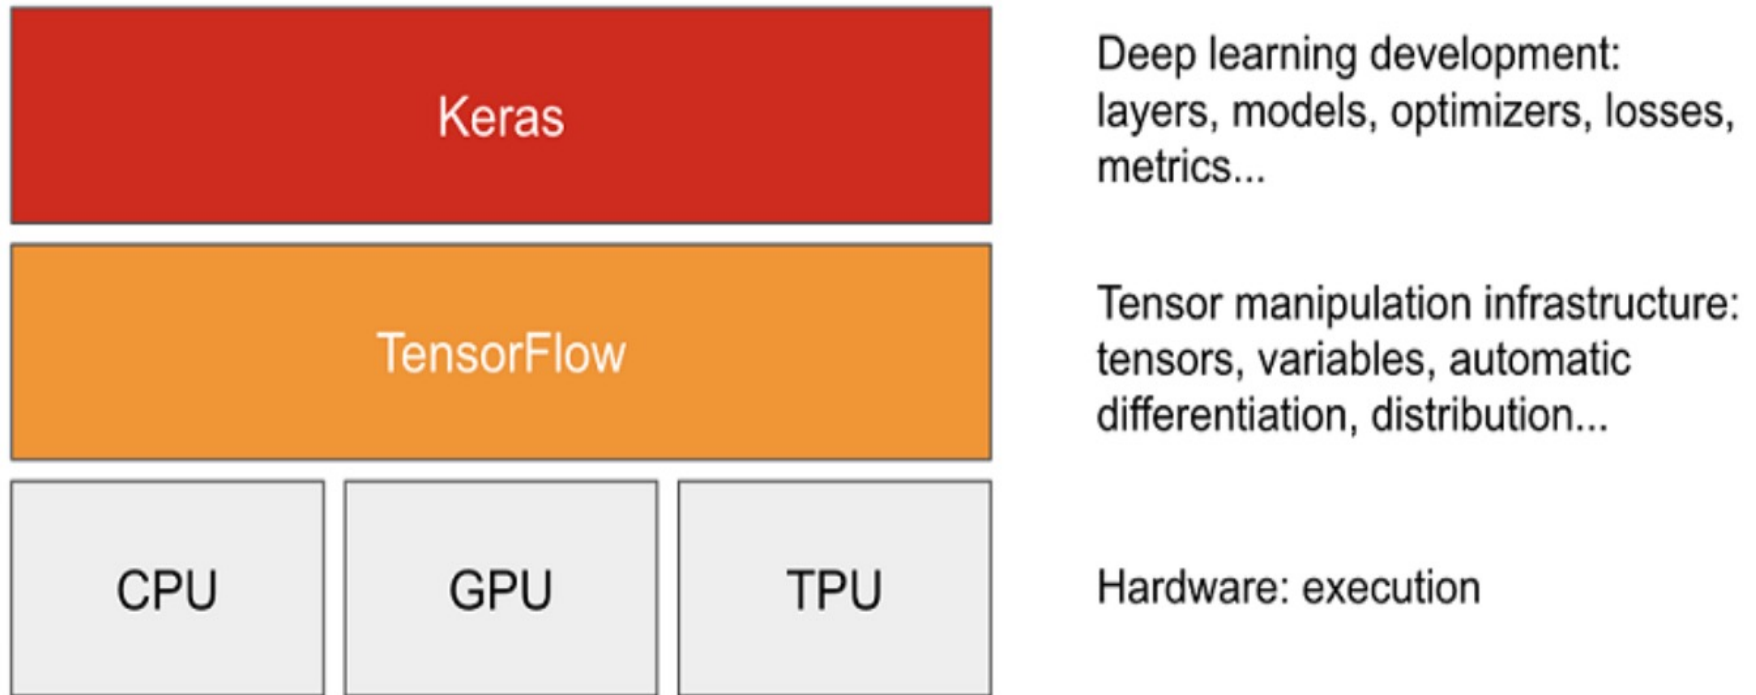 Keras
Deep learning development:
layers, models, optimizers, losses,
metrics...
TensorFlow
Tensor manipulation infrastructure:
tensors, variables, automatic
differentiation, distribution...
CPU
GPU
TPU
Hardware: execution